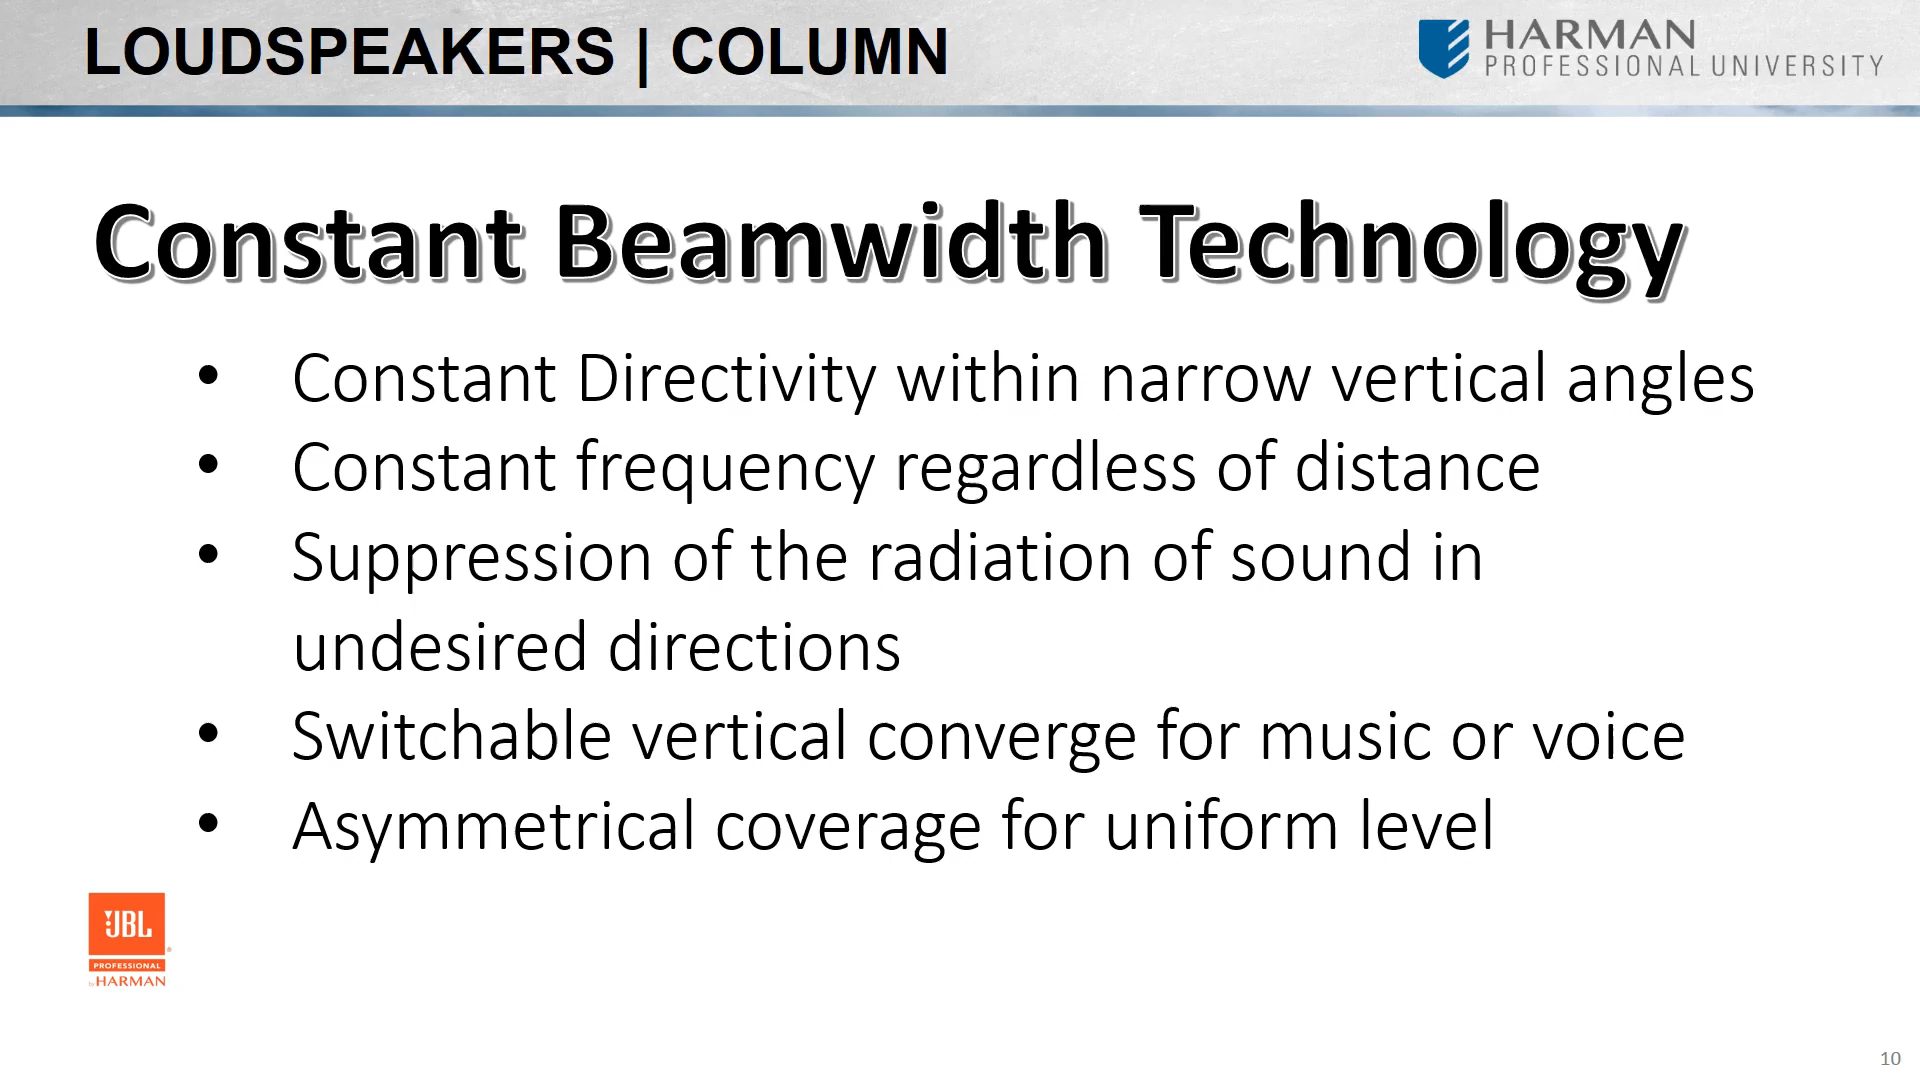 LOUDSPEAKERS | COLUMN
HARMAN
PROFESSIONAL UNIVERSITY
Constant Beamwidth Technology
• Constant Directivity within narrow vertical angles
• Constant frequency regardless of distance
• Suppression of the radiation of sound in
undesired directions
• Switchable vertical converge for music or voice
• Asymmetrical coverage for uniform level
JBL®
PROFESSIONAL
by HARMAN
10